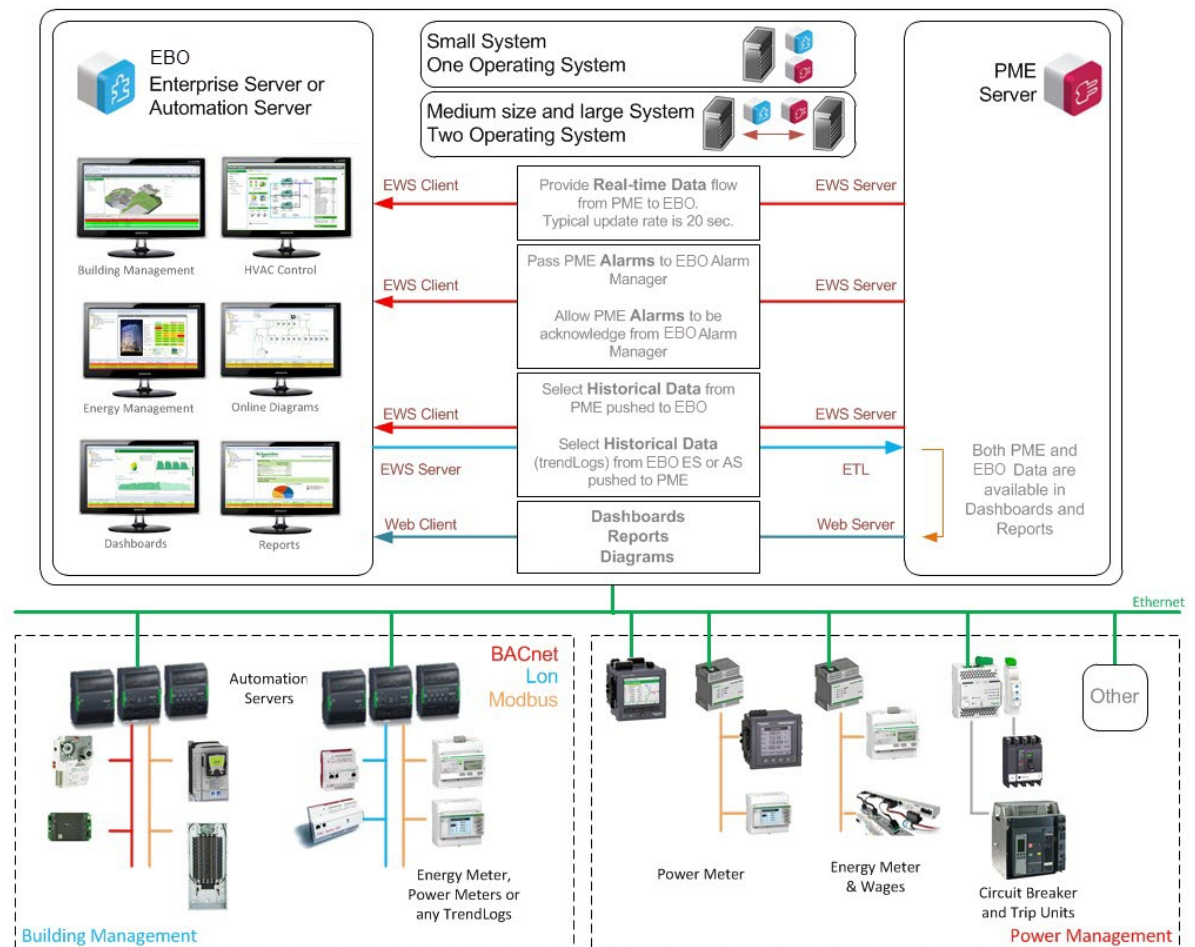 EBO
Enterprise Server or
Automation Server
Small System
One Operating System
Medium size and large System
Two Operating System
PME
Server
Building Management
HVAC Control
Energy Management
Online Diagrams
Dashboards
Reports
EWS Client
Provide Real-time Data flow
from PME to EBO.
Typical update rate is 20 sec.
EWS Server
EWS Client
Pass PME Alarms to EBO Alarm
Manager
Allow PME Alarms to be
acknowledge from EBO Alarm
Manager
EWS Server
EWS Client
Select Historical Data from
PME pushed to EBO
EWS Server
EWS Server
Select Historical Data
(trendLogs) from EBO ES or AS
pushed to PME
ETL
Web Client
Dashboards
Reports
Diagrams
Web Server
Both PME and
EBO Data are
available in
Dashboards and
Reports
Ethernet
BACnet
Lon
Modbus
Automation
Servers
Energy Meter,
Power Meters or
any TrendLogs
Building Management
Other
Power Meter
Energy Meter
& Wages
Circuit Breaker
and Trip Units
Power Management